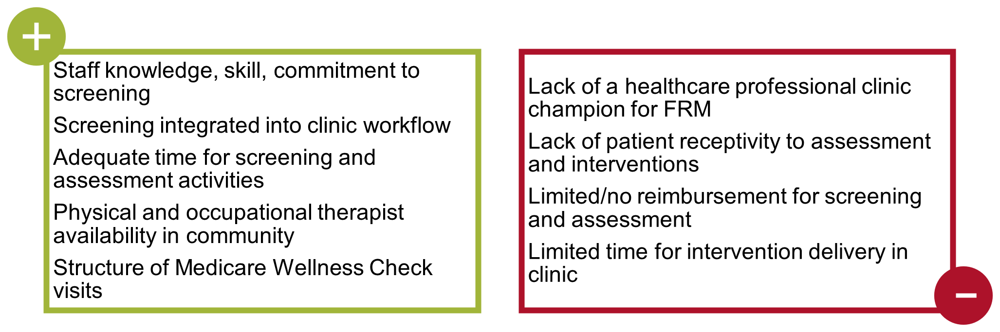 +
Staff knowledge, skill, commitment to
screening
Screening integrated into clinic workflow
Adequate time for screening and
assessment activities
Physical and occupational therapist
availability in community
Structure of Medicare Wellness Check
visits
Lack of a healthcare professional clinic
champion for FRM
Lack of patient receptivity to assessment
and interventions
Limited/no reimbursement for screening
and assessment
Limited time for intervention delivery in
clinic
−